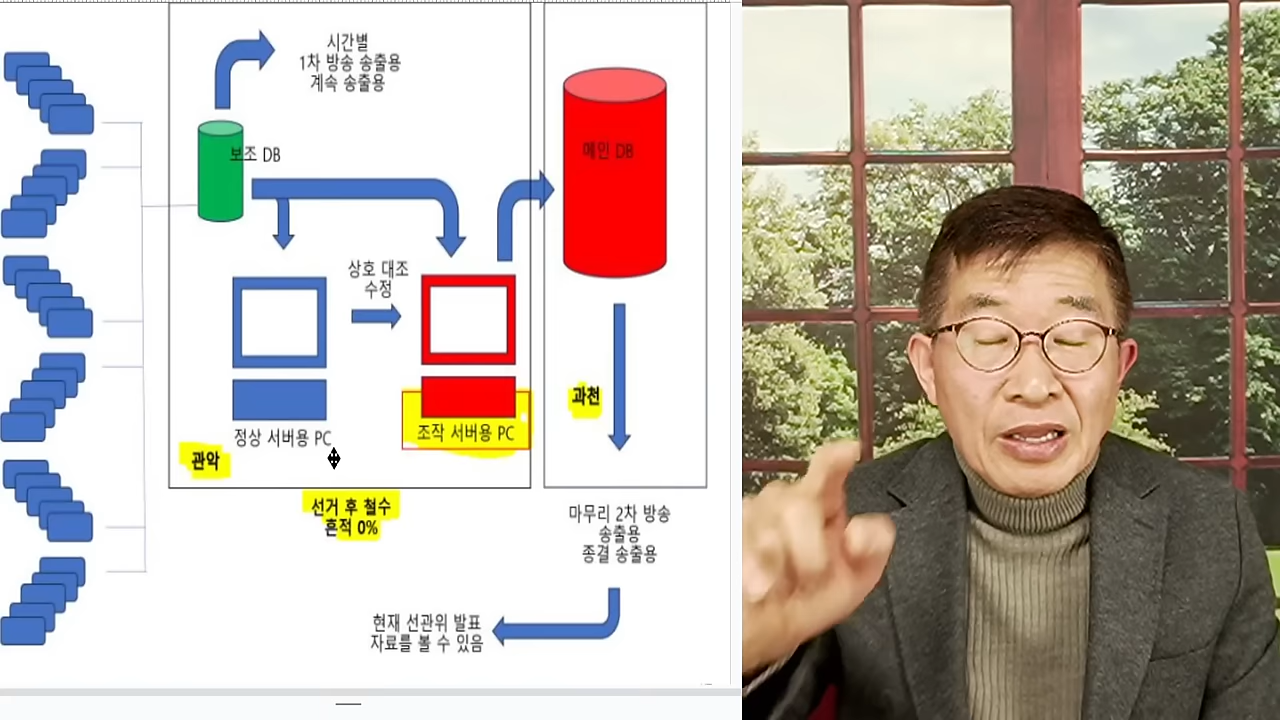 시간별
1차 방송 송출용
계속 송출용
보조 DB
메인 DB
상호 대조
수정
정상 서버용 PC
조작 서버용 PC
관악
과천
선거 후 철수
흔적 0%
마무리 2차 방송
송출용
종결 송출용
현재 선관위 발표
자료를 볼 수 있음